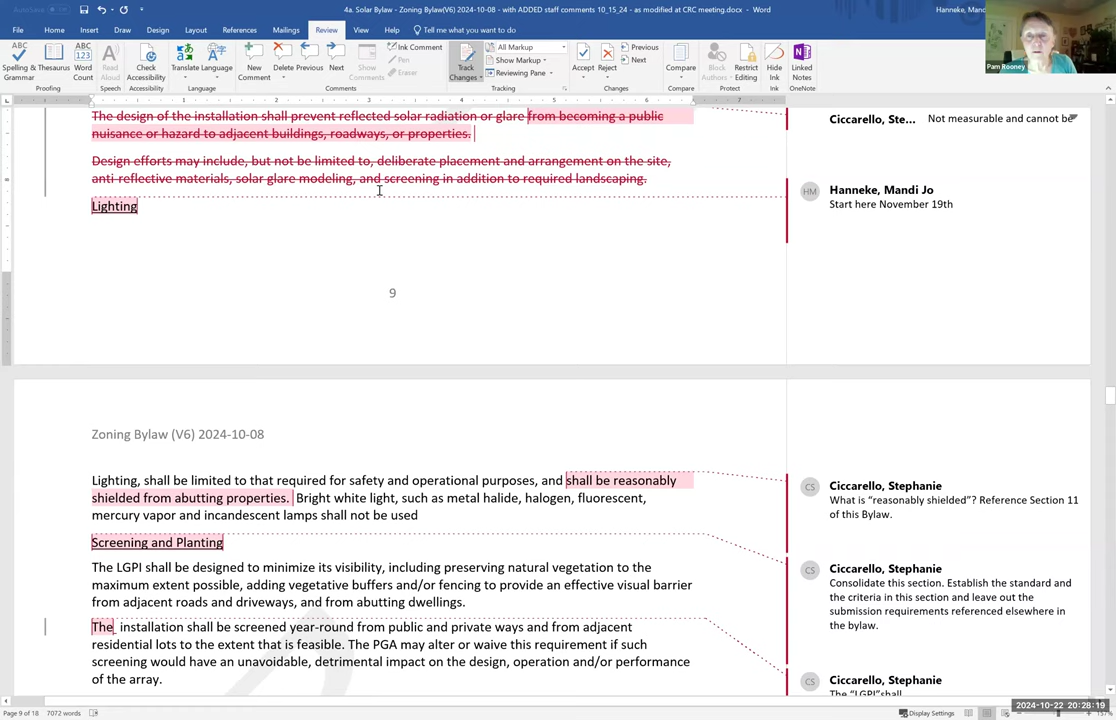 AutoSave
4a. Solar Bylaw - Zoning Bylaw(V6) 2024-10-08 - with ADDED staff comments 10_15_24 - as modified at CRC meeting.docx - Word
Hanneke, Mand
File Home Insert Draw Design Layout References Mailings Review View Help Tell me what you want to do
Spelling & Grammar Thesaurus Word Count Read Aloud Check Accessibility Translate Language New Comment Delete Previous Next Show Comments Ink Comment Pen Eraser Track Changes All Markup Show Markup Reviewing Pane Accept Reject Previous Next Compare Block Authors Restrict Editing Hide Ink Linked Notes
Proofing Speech Accessibility Language Comments Tracking Changes Compare Protect Ink OneNote
Pam Rooney
1 2 3 4 5 6 7
The design of the installation shall prevent reflected solar radiation or glare from becoming a public
nuisance or hazard to adjacent buildings, roadways, or properties.
Design efforts may include, but not be limited to, deliberate placement and arrangement on the site,
anti-reflective materials, solar glare modeling, and screening in addition to required landscaping.
Lighting
Ciccarello, Ste... Not measurable and cannot be
HM Hanneke, Mandi Jo
Start here November 19th
9
Zoning Bylaw (V6) 2024-10-08
Lighting, shall be limited to that required for safety and operational purposes, and shall be reasonably
shielded from abutting properties. Bright white light, such as metal halide, halogen, fluorescent,
mercury vapor and incandescent lamps shall not be used
Screening and Planting
The LGPI shall be designed to minimize its visibility, including preserving natural vegetation to the
maximum extent possible, adding vegetative buffers and/or fencing to provide an effective visual barrier
from adjacent roads and driveways, and from abutting dwellings.
The installation shall be screened year-round from public and private ways and from adjacent
residential lots to the extent that is feasible. The PGA may alter or waive this requirement if such
screening would have an unavoidable, detrimental impact on the design, operation and/or performance
of the array.
CS Ciccarello, Stephanie
What is “reasonably shielded”? Reference Section 11
of this Bylaw.
CS Ciccarello, Stephanie
Consolidate this section. Establish the standard and
the criteria in this section and leave out the
submission requirements referenced elsewhere in
the bylaw.
CS Ciccarello, Stephanie
The “LGPI”shall
Page 9 of 18 7072 words
Display Settings
2024-10-22 20:28:19